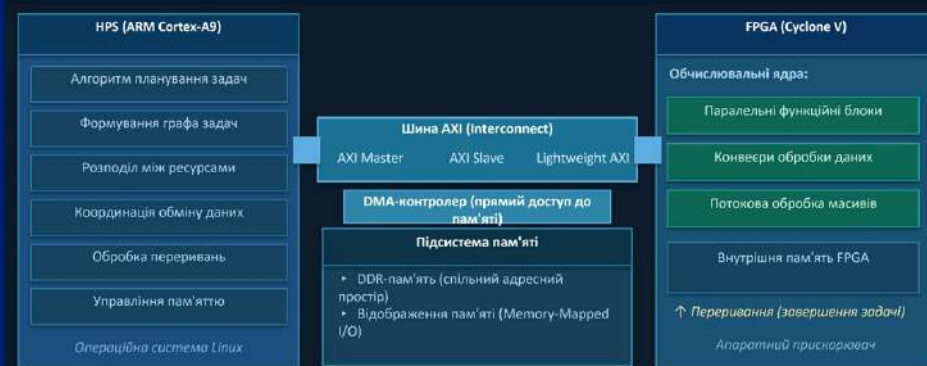 HPS (ARM Cortex-A9)
Алгоритм планування задач
Формування графа задач
Розподіл між ресурсами
Координація обміну даних
Обробка переривань
Управління пам'яттю
Операційна система Linux
Шина AXI (Interconnect)
AXI Master AXI Slave Lightweight AXI
DMA-контролер (прямий доступ до
пам'яті)
Підсистема пам'яті
‣ DDR-пам'ять (спільний адресний
простір)
‣ Відображення пам'яті (Memory-Mapped
I/O)
FPGA (Cyclone V)
Обчислювальні ядра:
Паралельні функційні блоки
Конвеєри обробки даних
Потокова обробка масивів
Внутрішня пам'ять FPGA
↑ Переривання (завершення задачі)
Апаратний прискорювач